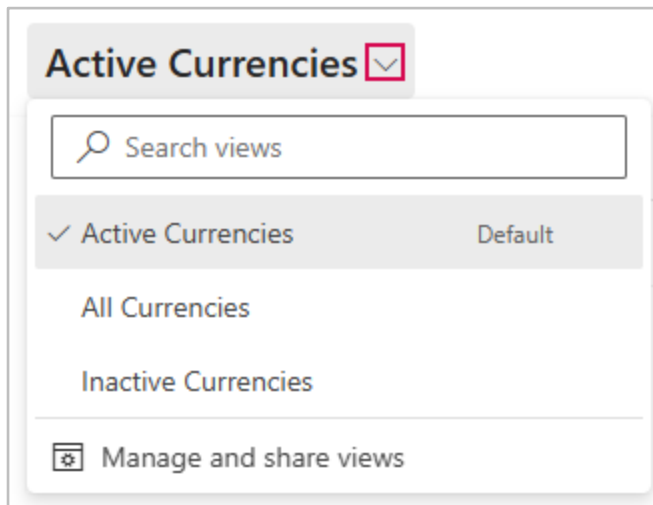 Active Currencies
Search views
Active Currencies Default
All Currencies
Inactive Currencies
Manage and share views